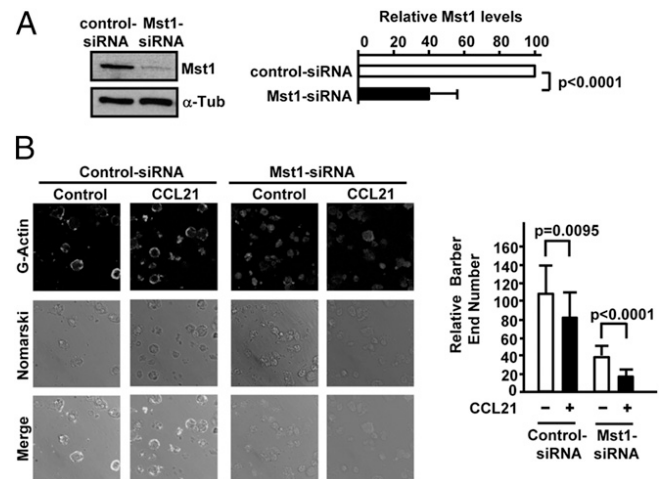 A
control-
siRNA
Mst1-
siRNA
Mst1
α-Tub
Relative Mst1 levels
0 20 40 60 80 100
control-siRNA
Mst1-siRNA
p<0.0001
B
Control-siRNA
Mst1-siRNA
Control
CCL21
Control
CCL21
G-Actin
Nomarski
Merge
Relative Barber
End Number
160
140
120
100
80
60
40
20
0
p=0.0095
p<0.0001
CCL21 – + – +
Control-
siRNA
Mst1-
siRNA